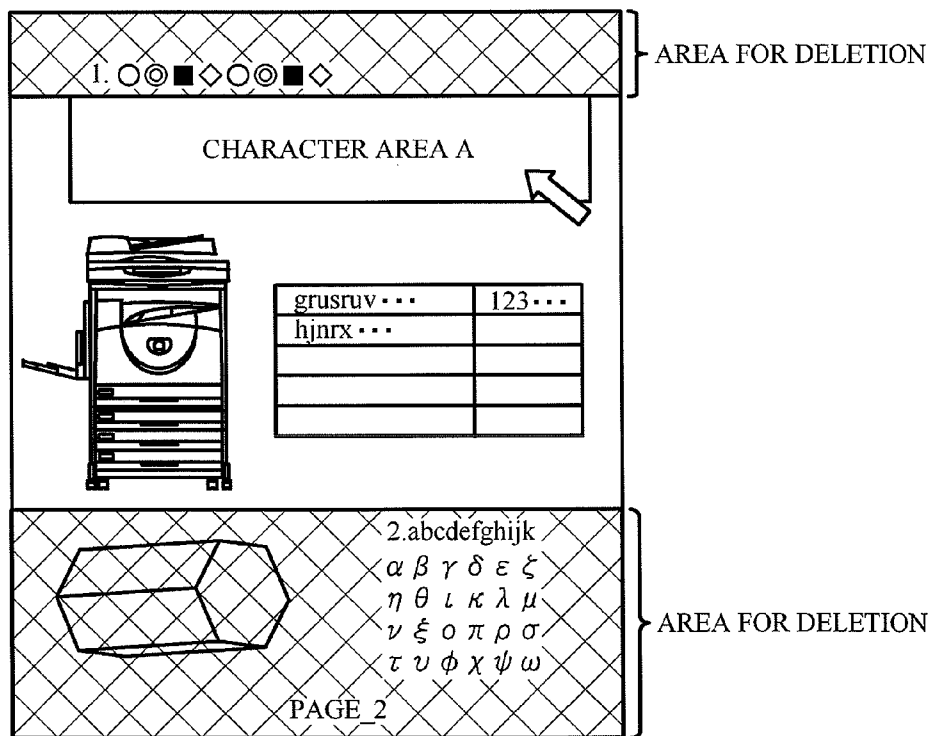 AREA FOR DELETION
1. ○◎■◇○◎■◇
CHARACTER AREA A
grusruv··· 123···
hjnrx···
2.abcdefghijk
α β γ δ ε ζ
η θ ι κ λ μ
ν ξ ο π ρ σ
τ υ φ χ ψ ω
AREA FOR DELETION
PAGE_2